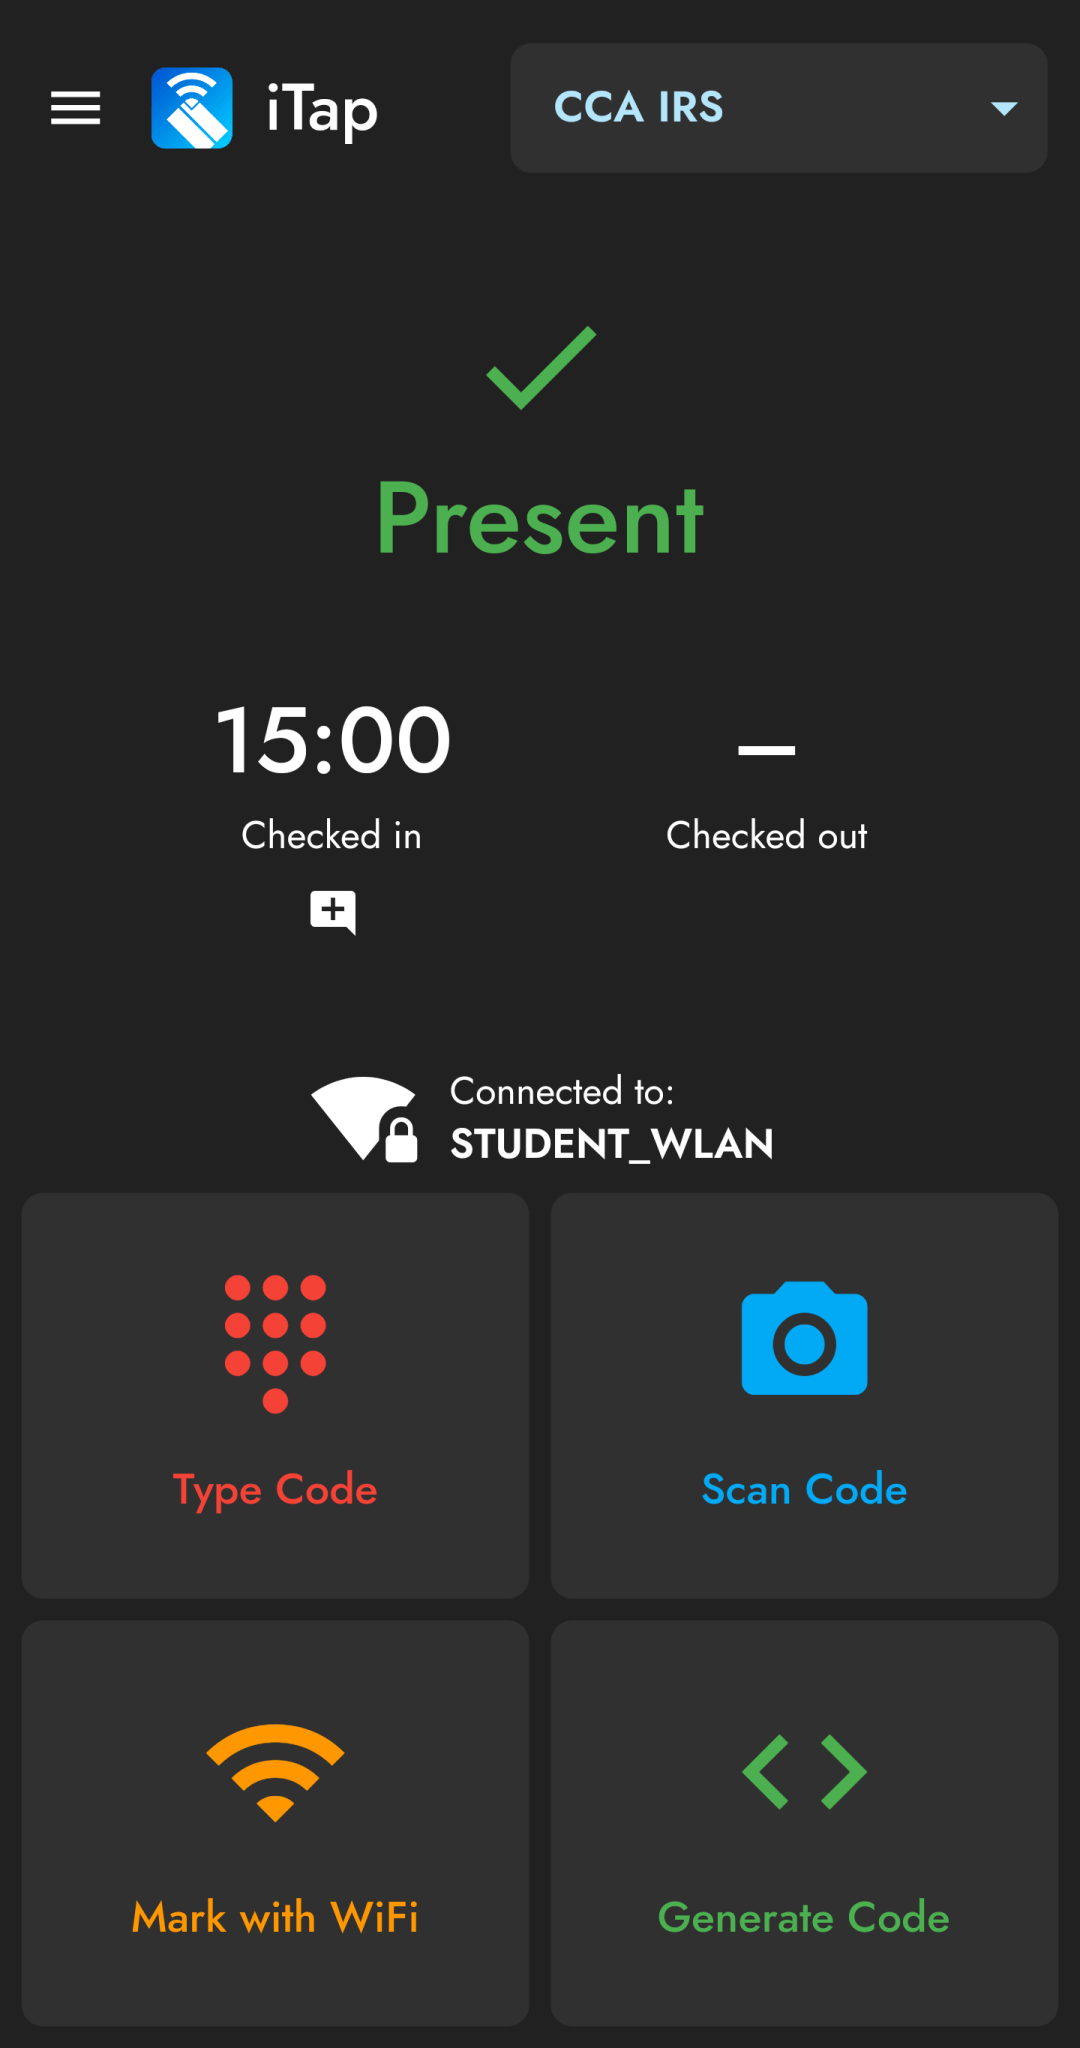 iTap
CCA IRS
Present
15:00
–
Checked in
Checked out
Connected to:
STUDENT_WLAN
Type Code
Scan Code
Mark with WiFi
Generate Code